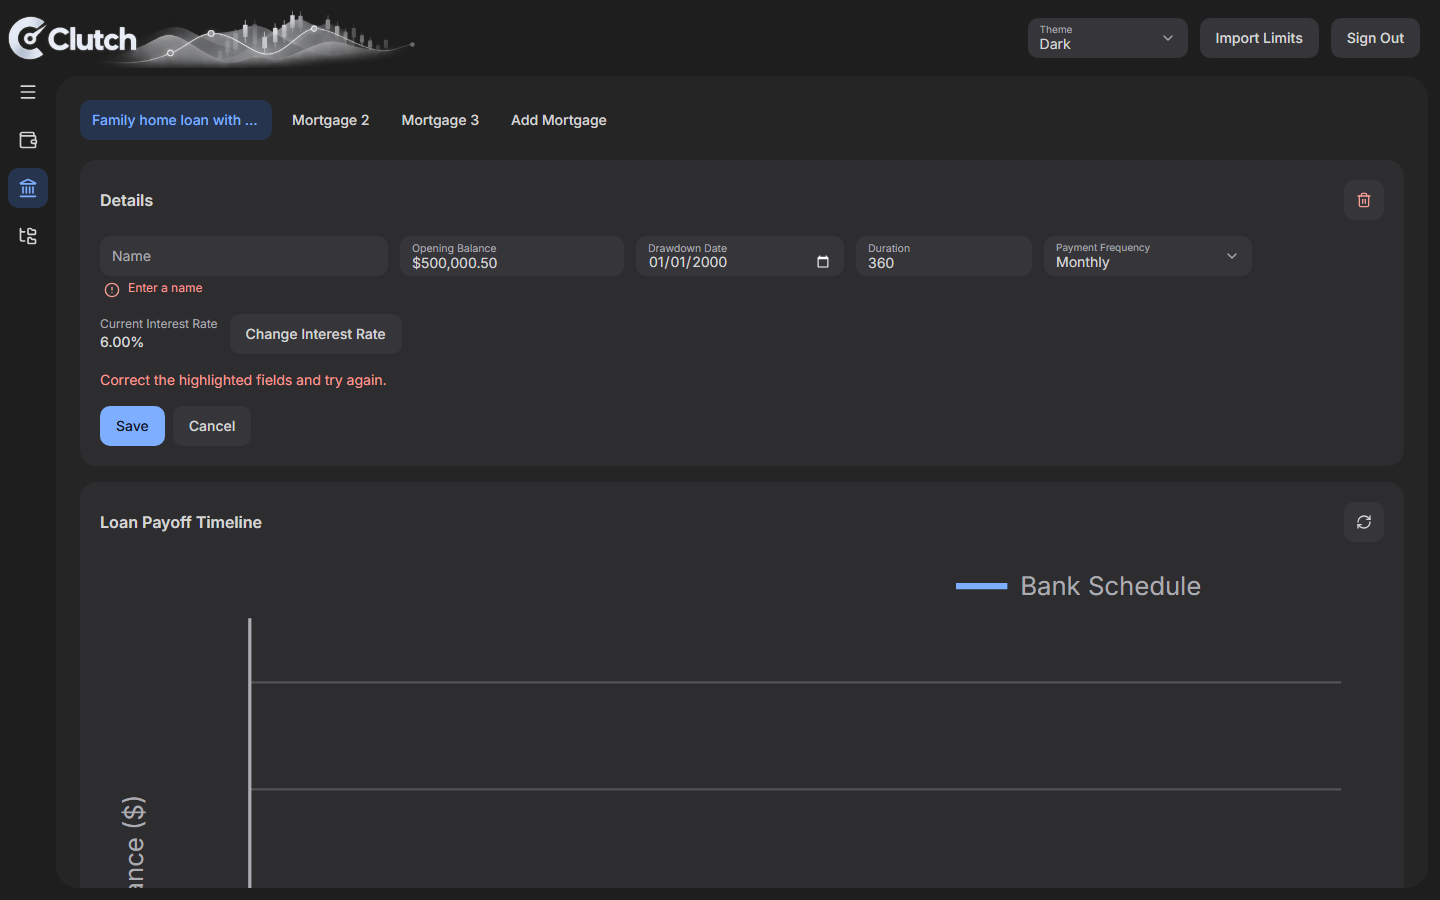 Clutch
Theme
Dark
Import Limits
Sign Out
Family home loan with ...
Mortgage 2
Mortgage 3
Add Mortgage
Details
Name
Opening Balance
$500,000.50
Drawdown Date
01/01/2000
Duration
360
Payment Frequency
Monthly
Enter a name
Current Interest Rate
6.00%
Change Interest Rate
Correct the highlighted fields and try again.
Save
Cancel
Loan Payoff Timeline
Bank Schedule
($)